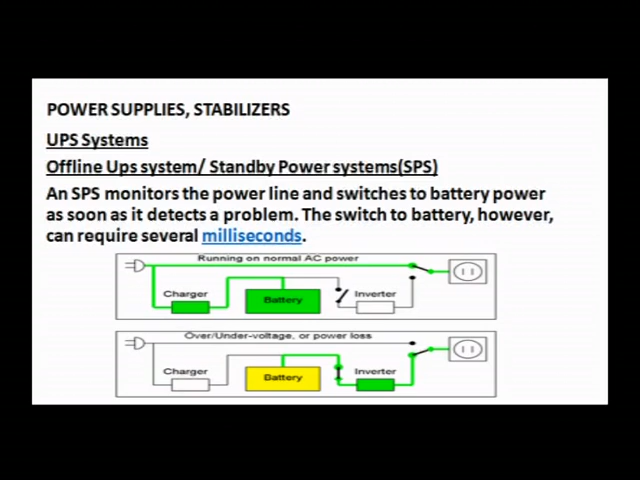 POWER SUPPLIES, STABILIZERS
UPS Systems
Offline Ups system/ Standby Power systems(SPS)
An SPS monitors the power line and switches to battery power
as soon as it detects a problem. The switch to battery, however,
can require several milliseconds.
Running on normal AC power
Charger
Battery
Inverter
Over/Under-voltage, or power loss
Charger
Battery
Inverter